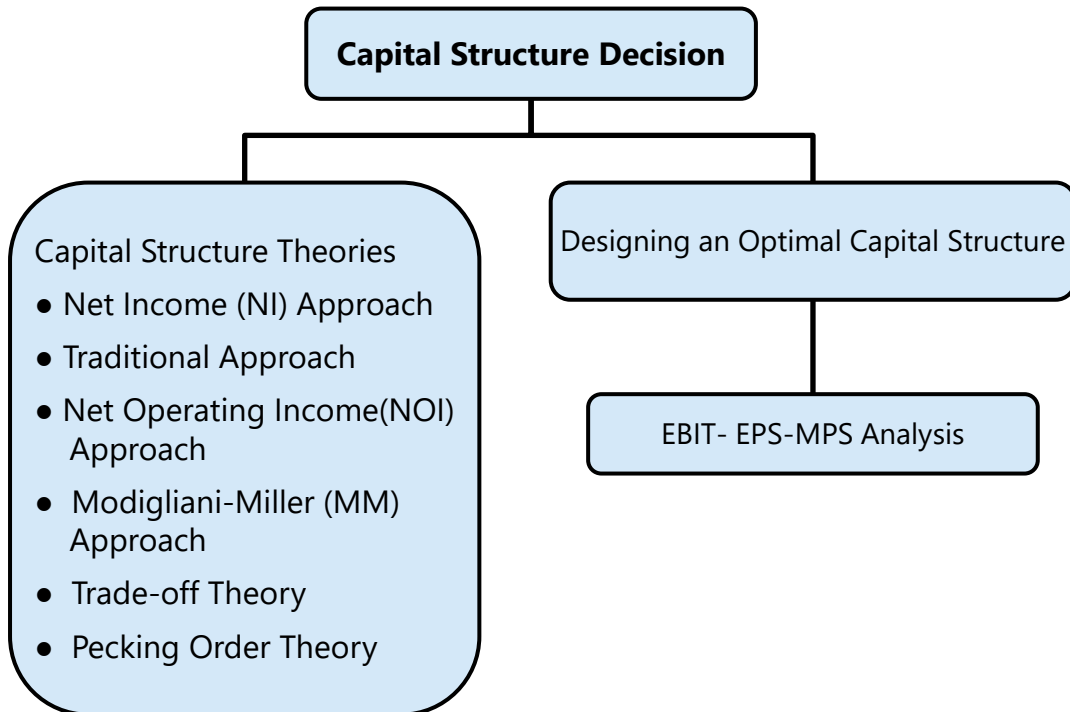 Capital Structure Decision
Capital Structure Theories
● Net Income (NI) Approach
● Traditional Approach
● Net Operating Income(NOI)
Approach
● Modigliani-Miller (MM)
Approach
● Trade-off Theory
● Pecking Order Theory
Designing an Optimal Capital Structure
EBIT- EPS-MPS Analysis